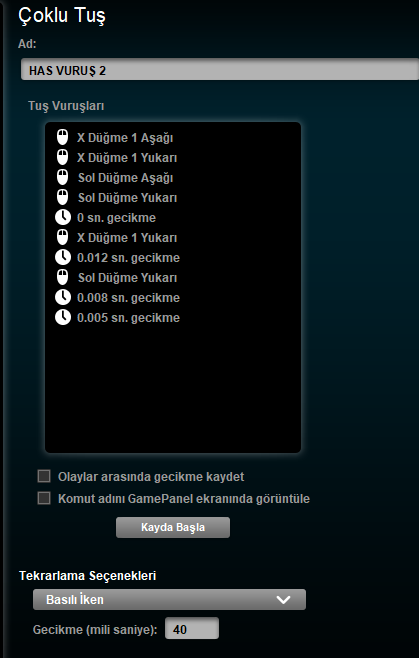 Çoklu Tuş
Ad:
HAS VURUŞ 2
Tuş Vuruşları
X Düğme 1 Aşağı
X Düğme 1 Yukarı
Sol Düğme Aşağı
Sol Düğme Yukarı
0 sn. gecikme
X Düğme 1 Yukarı
0.012 sn. gecikme
Sol Düğme Yukarı
0.008 sn. gecikme
0.005 sn. gecikme
Olaylar arasında gecikme kaydet
Komut adını GamePanel ekranında görüntüle
Kayda Başla
Tekrarlama Seçenekleri
Basılı İken
Gecikme (mili saniye): 40